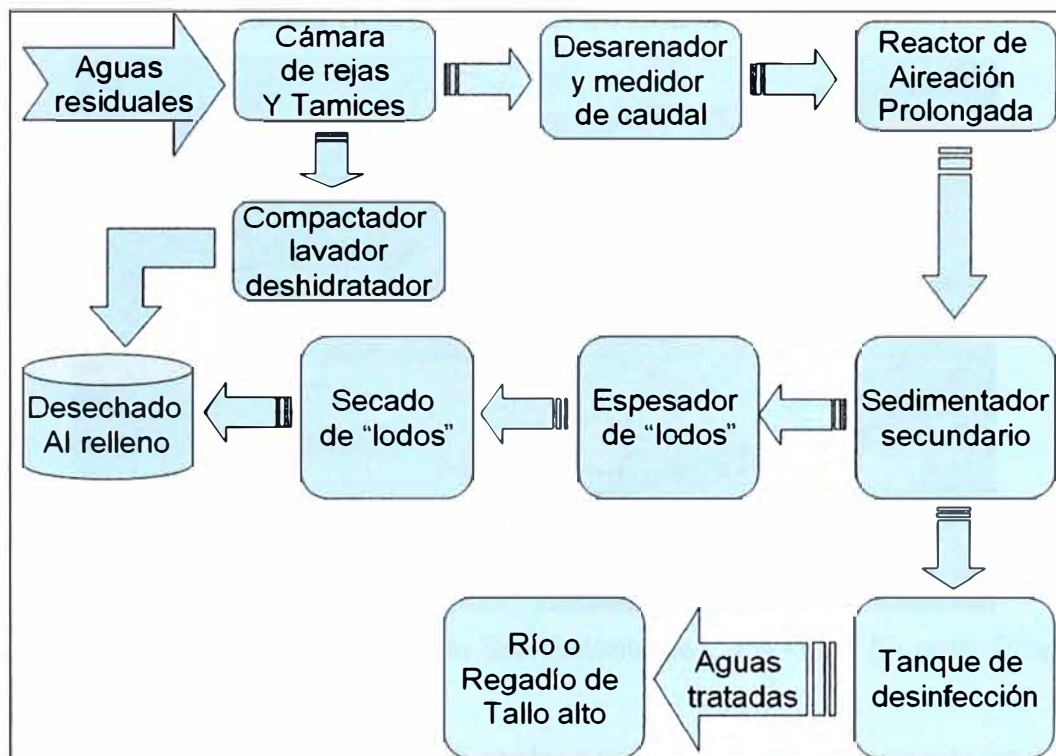 Aguas
residuales
Cámara
de rejas
Y Tamices
Desarenador
y medidor
de caudal
Reactor de
Aireación
Prolongada
Compactador
lavador
deshidratador
Desechado
Al relleno
Secado
de "lodos"
Espesador
de "lodos"
Sedimentador
secundario
Río o
Regadío de
Tallo alto
Aguas
tratadas
Tanque de
desinfección